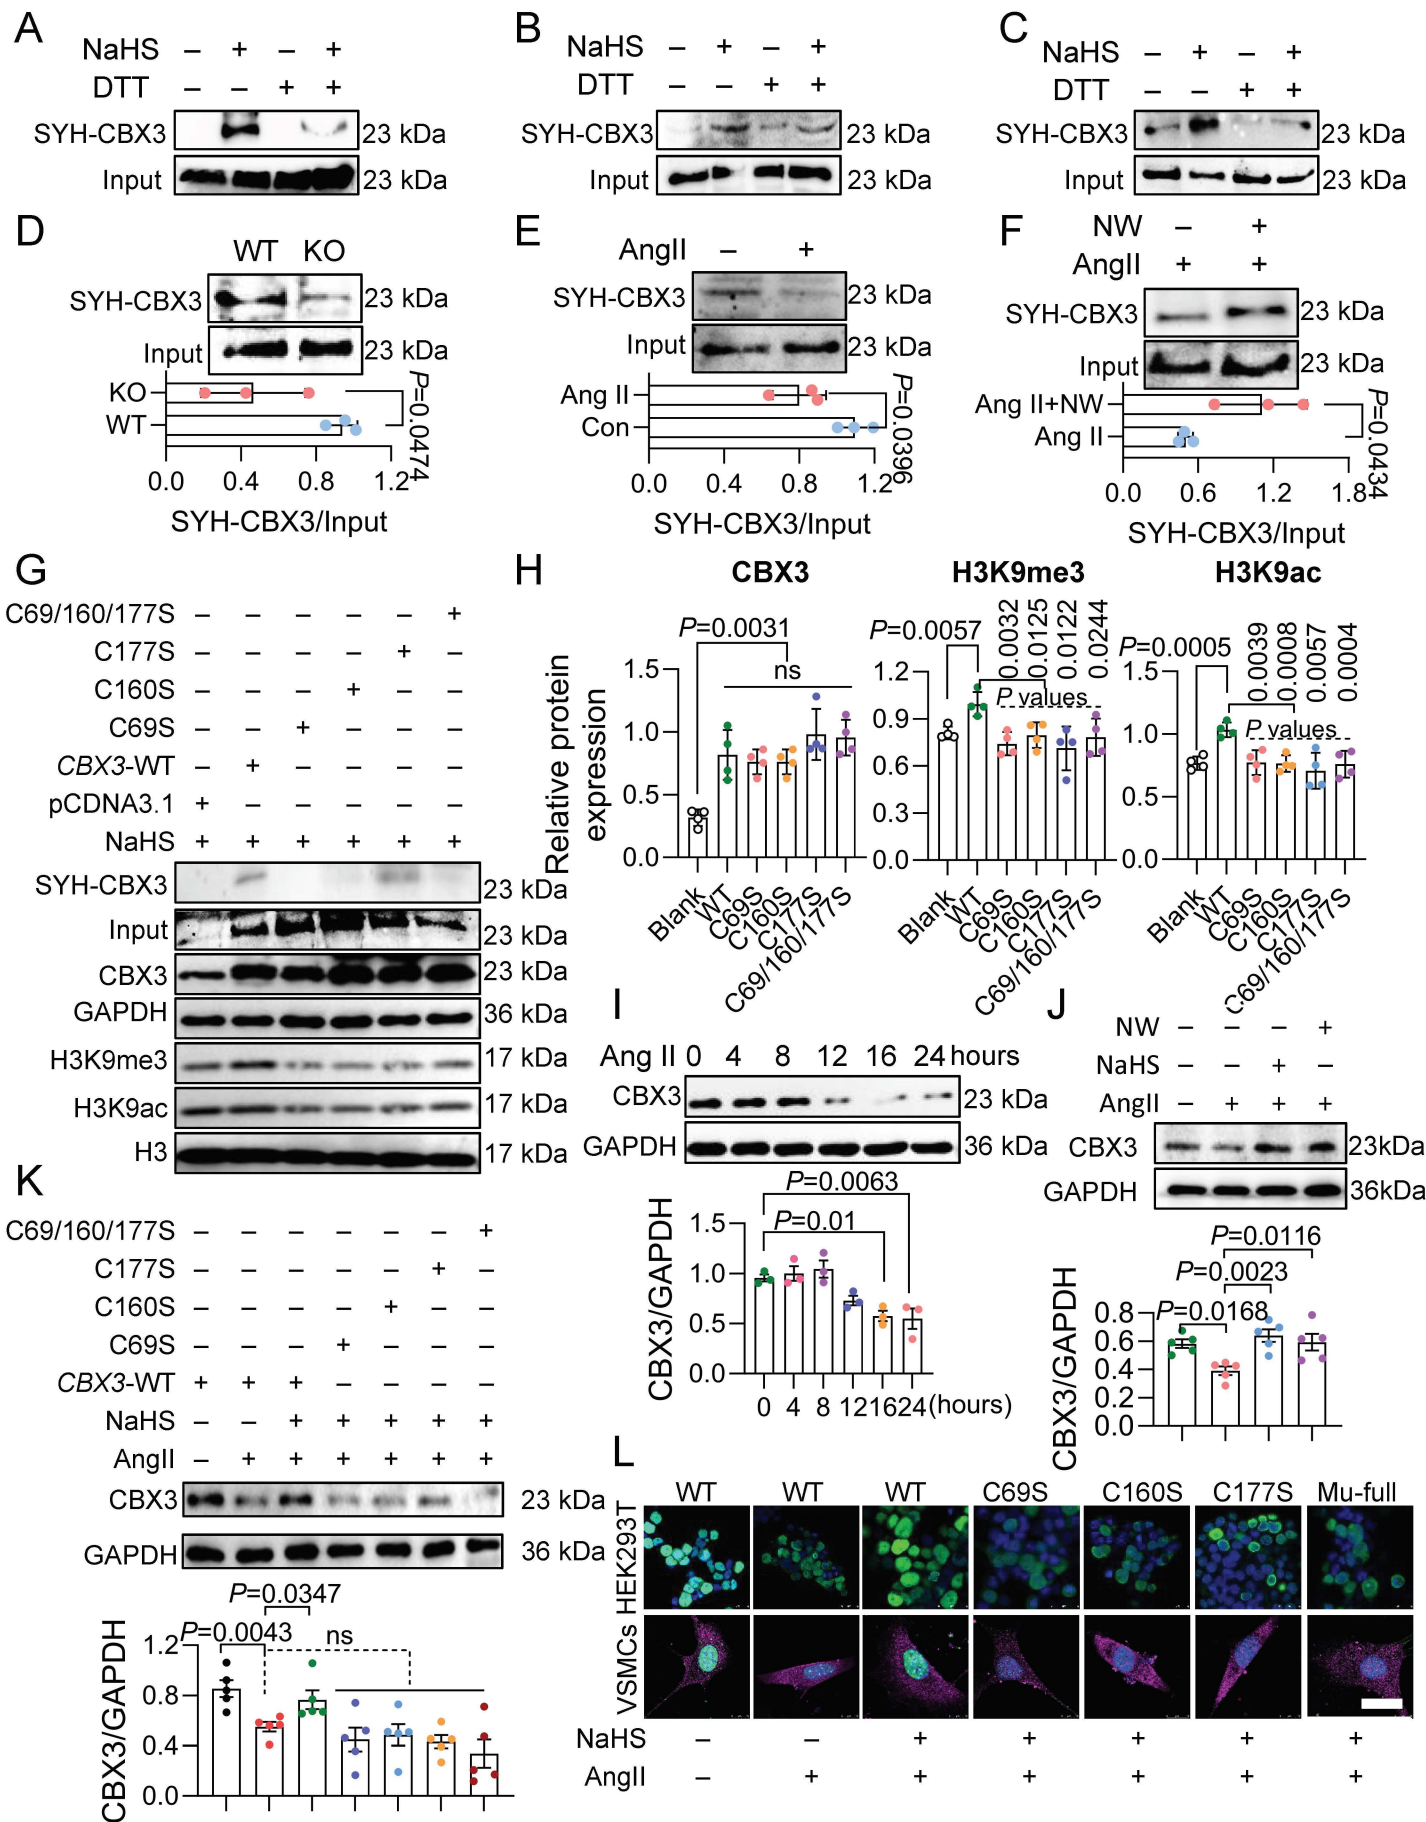 A
NaHS – + – +
DTT – – + +
SYH-CBX3 23 kDa
Input 23 kDa
B
NaHS – + – +
DTT – – + +
SYH-CBX3 23 kDa
Input 23 kDa
C
NaHS – + – +
DTT – – + +
SYH-CBX3 23 kDa
Input 23 kDa
D
WT KO
SYH-CBX3 23 kDa
Input 23 kDa
KO
WT
P=0.0474
0.0 0.4 0.8 1.2
SYH-CBX3/Input
E
AngII – +
SYH-CBX3 23 kDa
Input 23 kDa
Ang II
Con
P=0.0396
0.0 0.4 0.8 1.2
SYH-CBX3/Input
F
NW – +
AngII + +
SYH-CBX3 23 kDa
Input 23 kDa
Ang II+NW
Ang II
P=0.0434
0.0 0.6 1.2 1.8
SYH-CBX3/Input
G
C69/160/177S – – – – – +
C177S – – – – + –
C160S – – – + – –
C69S – – + – – –
CBX3-WT – + – – – –
pCDNA3.1 + – – – – –
NaHS + + + + + +
SYH-CBX3 23 kDa
Input 23 kDa
CBX3 23 kDa
GAPDH 36 kDa
H3K9me3 17 kDa
H3K9ac 17 kDa
H3 17 kDa
H
Relative protein
expression
CBX3
P=0.0031
ns
1.5
1.0
0.5
0.0
Blank WT C69S C160S C177S C69/160/177S
H3K9me3
P=0.0057
0.0032 0.0125 0.0122 0.0244
P values
1.2
0.9
0.6
0.3
0.0
Blank WT C69S C160S C177S C69/160/177S
H3K9ac
P=0.0005
0.0039 0.0008 0.0057 0.0004
P values
1.5
1.0
0.5
0.0
Blank WT C69S C160S C177S C69/160/177S
I
Ang II 0 4 8 12 16 24 hours
CBX3 23 kDa
GAPDH 36 kDa
P=0.0063
P=0.01
CBX3/GAPDH
1.5
1.0
0.5
0.0
0 4 8 12 16 24 (hours)
J
NW – – – +
NaHS – – + –
AngII – + + +
CBX3 23kDa
GAPDH 36kDa
P=0.0116
P=0.0023
P=0.0168
CBX3/GAPDH
0.8
0.6
0.4
0.2
0.0
K
C69/160/177S – – – – – – +
C177S – – – – – + –
C160S – – – – + – –
C69S – – – + – – –
CBX3-WT + + + – – – –
NaHS – – + + + + +
AngII – + + + + + +
CBX3 23 kDa
GAPDH 36 kDa
P=0.0347
P=0.0043
ns
CBX3/GAPDH
1.2
0.8
0.4
0.0
L
WT WT WT C69S C160S C177S Mu-full
HEK293T
VSMCs
NaHS – – + + + + +
AngII – + + + + + +